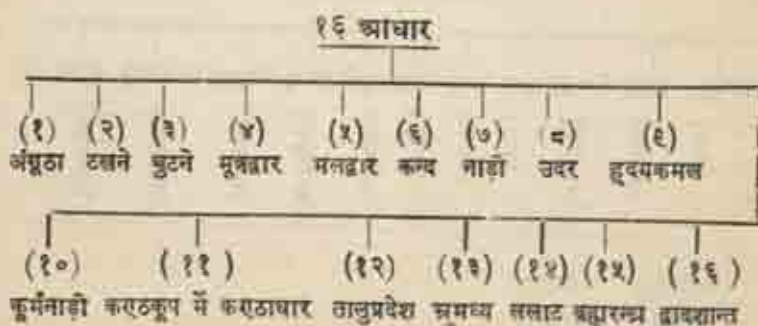 १६ आधार
(१) (२) (३) (४) (५) (६) (७) (८) (९)
अंगूठा टखने घुटने मूत्रद्वार मलद्वार कन्द नाड़ी उदर हृदयकमल
(१०) (११) (१२) (१३) (१४) (१५) (१६)
कूर्मनाड़ी कण्ठकूप में कण्ठाधार तालुप्रदेश भ्रूमध्य ललाट ब्रह्मरन्ध्र द्वादशान्त